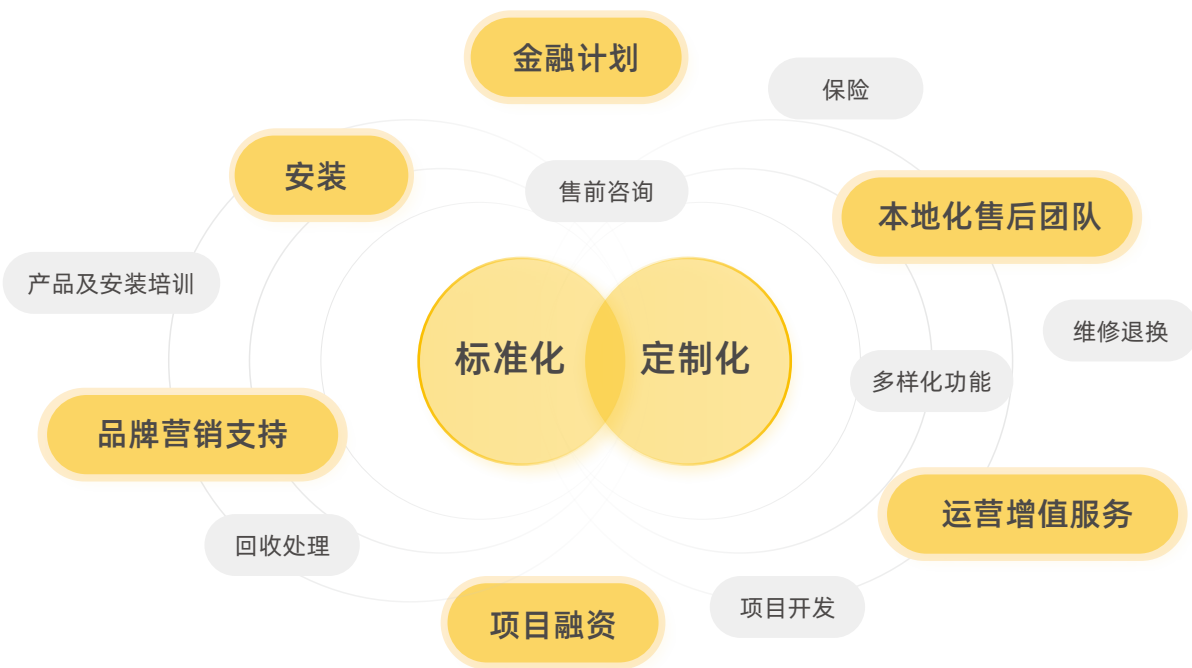 金融计划
保险
安装
售前咨询
本地化售后团队
产品及安装培训
维修退换
标准化
定制化
多样化功能
品牌营销支持
运营增值服务
回收处理
项目开发
项目融资